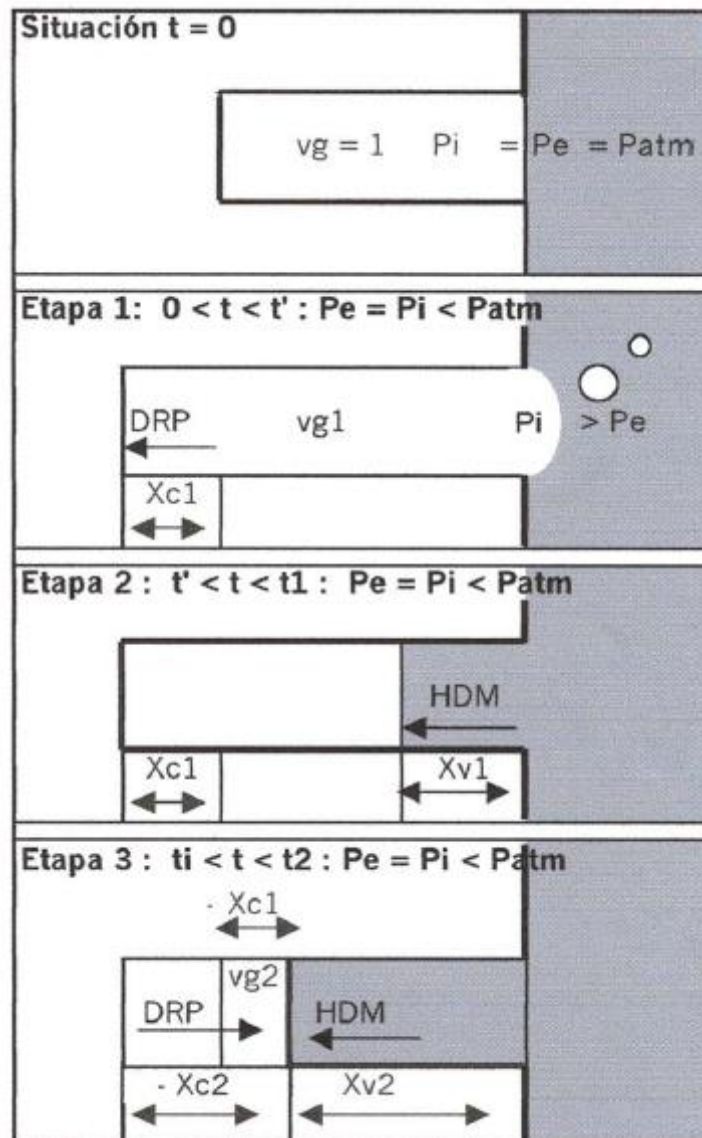 Situación t = 0
vg = 1 Pi = Pe = Patm
Etapa 1: 0 < t < t' : Pe = Pi < Patm
DRP vg1 Pi > Pe
Xc1
Etapa 2 : t' < t < t1 : Pe = Pi < Patm
HDM
Xc1 Xv1
Etapa 3 : ti < t < t2 : Pe = Pi < Patm
- Xc1
vg2
DRP HDM
- Xc2 Xv2